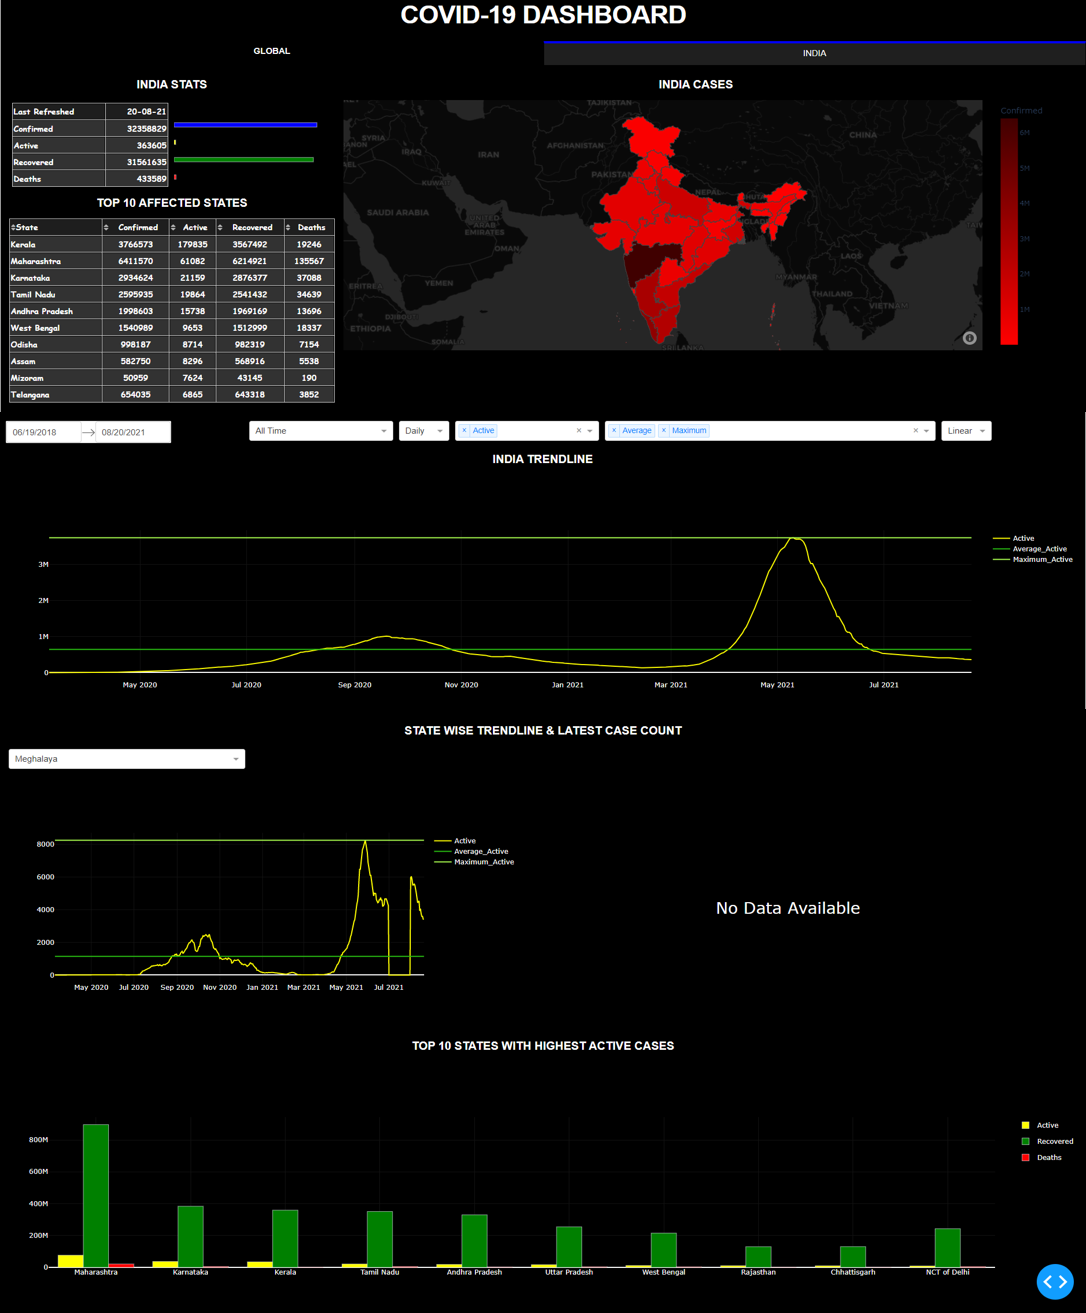 COVID-19 DASHBOARD
GLOBAL
INDIA
INDIA STATS
Last Refreshed 20-08-21
Confirmed 32358829
Active 363605
Recovered 31561635
Deaths 433589
TOP 10 AFFECTED STATES
State Confirmed Active Recovered Deaths
Kerala 3766573 179835 3567492 19246
Maharashtra 6411570 61082 6214921 135567
Karnataka 2934624 21159 2876377 37088
Tamil Nadu 2595935 19864 2541432 34639
Andhra Pradesh 1998603 15738 1969169 13696
West Bengal 1540989 9653 1512999 18337
Odisha 998187 8714 982319 7154
Assam 582750 8296 568916 5538
Mizoram 50959 7624 43145 190
Telangana 654035 6865 643318 3852
INDIA CASES
TAJIKISTAN
SYRIA
CHINA
IRAQ
IRAN
AFGHANISTAN
PAKISTAN
NEPAL
SAUDI ARABIA
UNITED
ARAB
EMIRATES
OMAN
LAOS
MYANMAR
YEMEN
THAILAND
VIETNAM
ERITREA
ETHIOPIA
Confirmed
6M
5M
4M
3M
2M
1M
06/19/2018 → 08/20/2021
All Time
Daily
× Active ×
× Average × Maximum ×
Linear
INDIA TRENDLINE
Active
Average_Active
Maximum_Active
3M
2M
1M
0
May 2020 Jul 2020 Sep 2020 Nov 2020 Jan 2021 Mar 2021 May 2021 Jul 2021
STATE WISE TRENDLINE & LATEST CASE COUNT
Meghalaya
8000
6000
4000
2000
0
May 2020 Jul 2020 Sep 2020 Nov 2020 Jan 2021 Mar 2021 May 2021 Jul 2021
Active
Average_Active
Maximum_Active
No Data Available
TOP 10 STATES WITH HIGHEST ACTIVE CASES
Active
Recovered
Deaths
800M
600M
400M
200M
0
Maharashtra Karnataka Kerala Tamil Nadu Andhra Pradesh Uttar Pradesh West Bengal Rajasthan Chhattisgarh NCT of Delhi